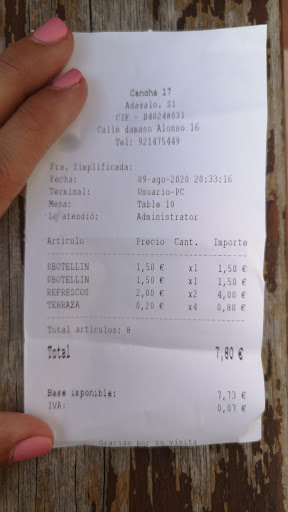 Cancha 17
Adavalo. Sl
CIF - B40248031
Calle damaso Alonso 16
Tel: 921475449
Fra. Simplificada:
Fecha: 09-ago-2020 20:33:16
Terminal: Usuario-PC
Mesa: Table 10
Le atendió: Administrator
Artículo Precio Cant. Importe
0BOTELLIN 1,50 € x1 1,50 €
0BOTELLIN 1,50 € x1 1,50 €
REFRESCOS 2,00 € x2 4,00 €
TERRAZA 0,20 € x4 0,80 €
Total artículos: 8
Total 7,80 €
Base imponible: 7,73 €
IVA: 0,07 €
Gracias por su visita